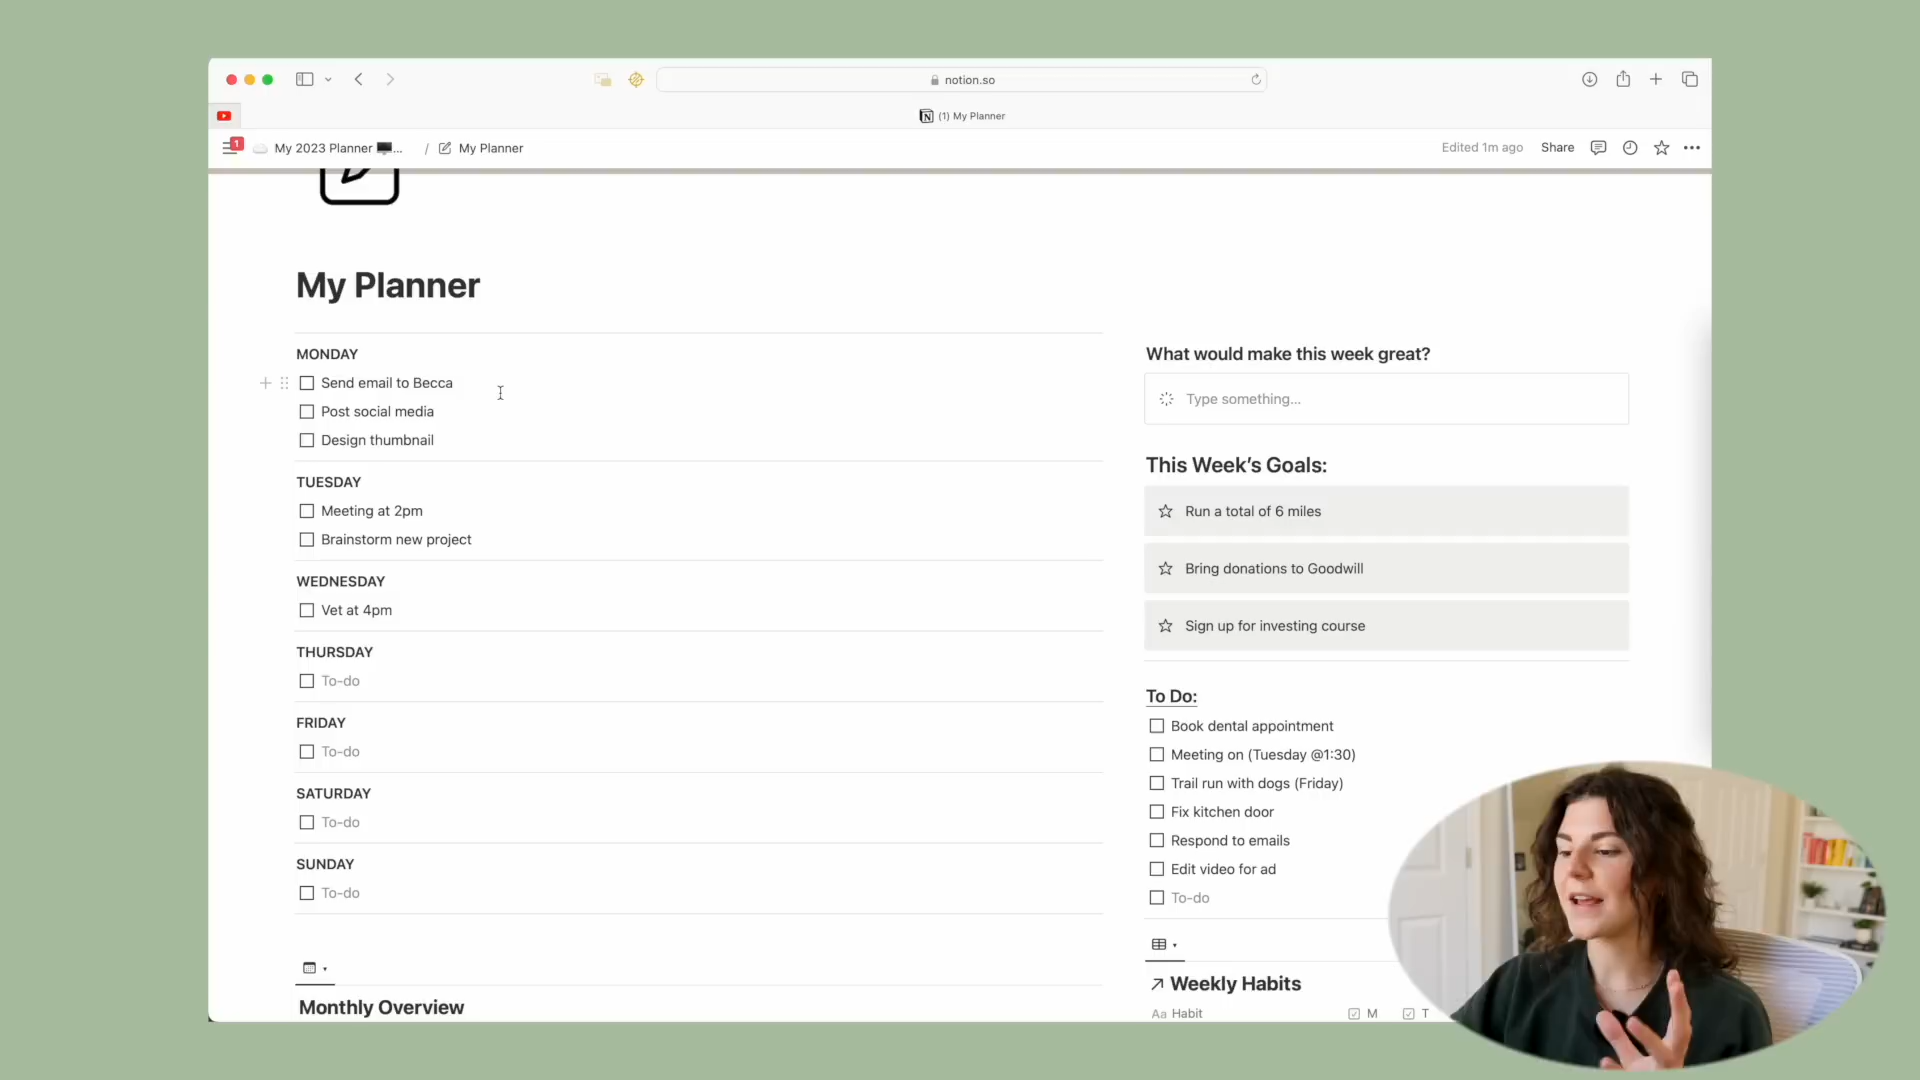 notion.so
(1) My Planner
1
My 2023 Planner 🖥️... / My Planner
Edited 1m ago Share
My Planner
MONDAY
Send email to Becca
Post social media
Design thumbnail
TUESDAY
Meeting at 2pm
Brainstorm new project
WEDNESDAY
Vet at 4pm
THURSDAY
To-do
FRIDAY
To-do
SATURDAY
To-do
SUNDAY
To-do
Monthly Overview
What would make this week great?
Type something...
This Week’s Goals:
Run a total of 6 miles
Bring donations to Goodwill
Sign up for investing course
To Do:
Book dental appointment
Meeting on (Tuesday @1:30)
Trail run with dogs (Friday)
Fix kitchen door
Respond to emails
Edit video for ad
To-do
Weekly Habits
Aa Habit M T